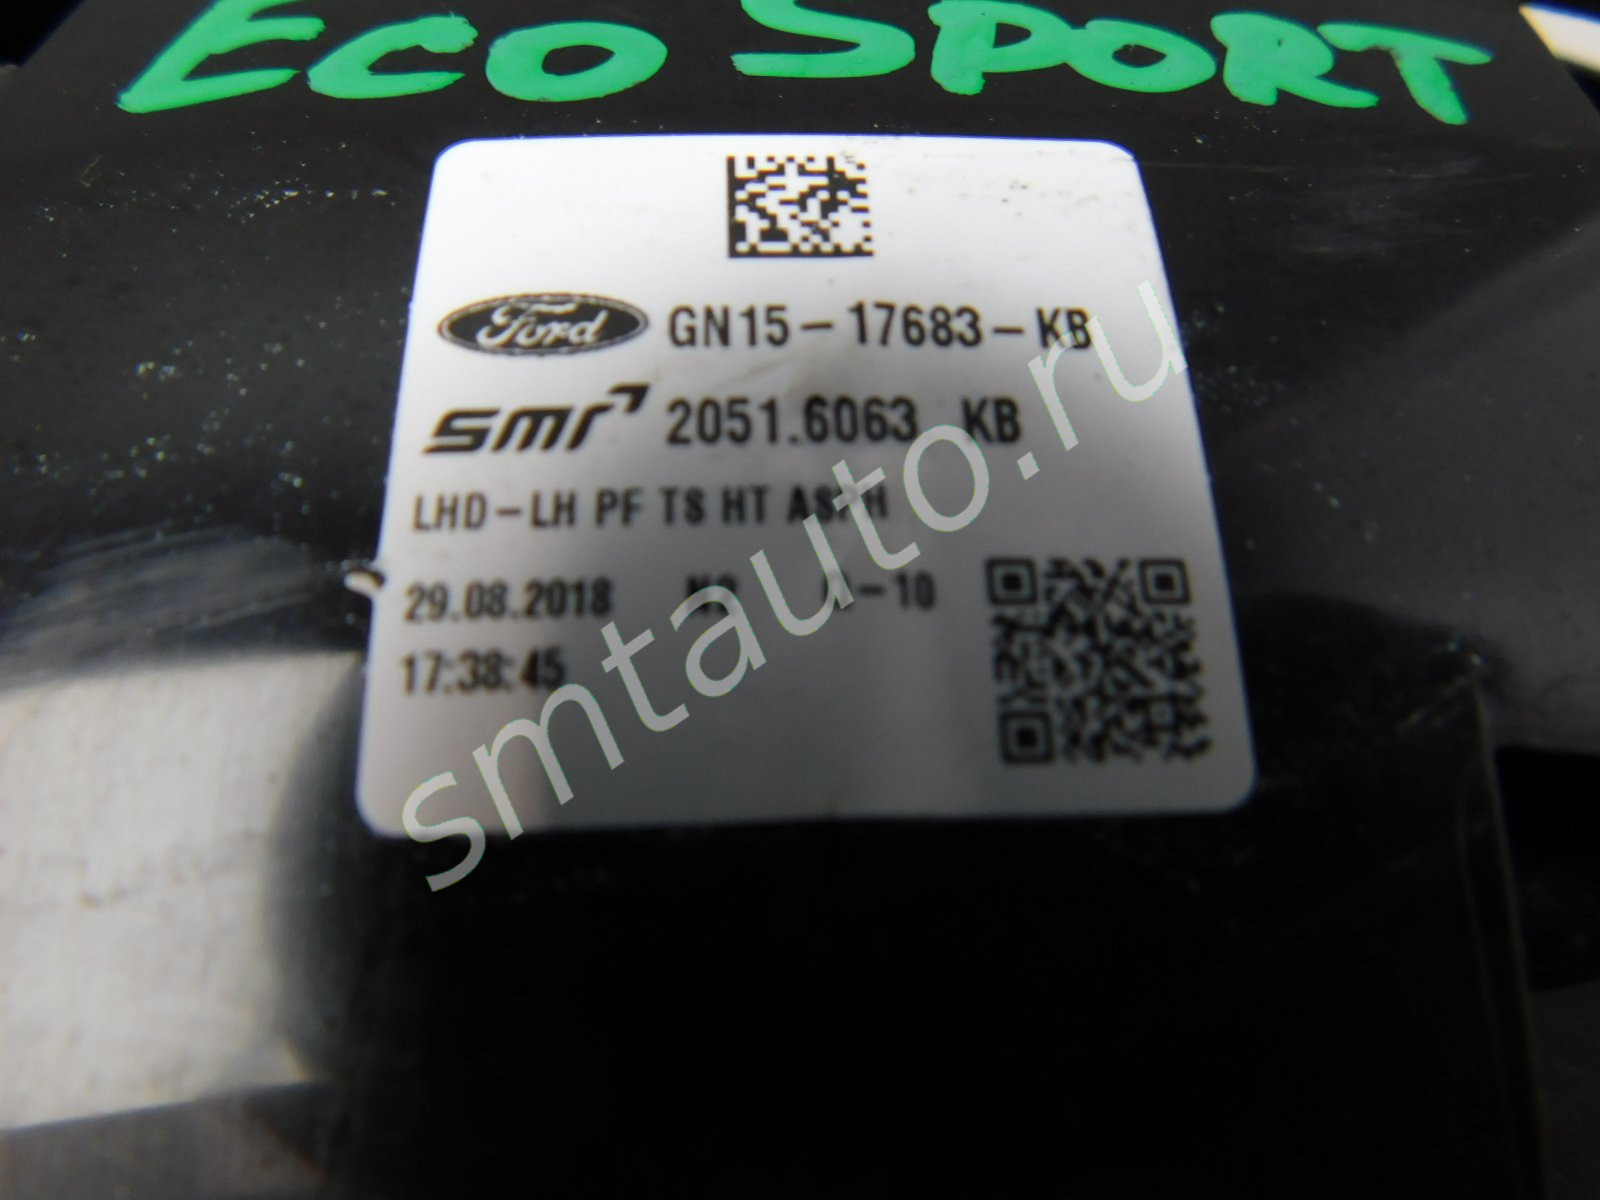 ECO SPORT
Ford GN15-17683-KB
smr 2051.6063 KB
LHD-LH PF TS HT ASPH
29.08.2018
17:38:45
smtauto.ru